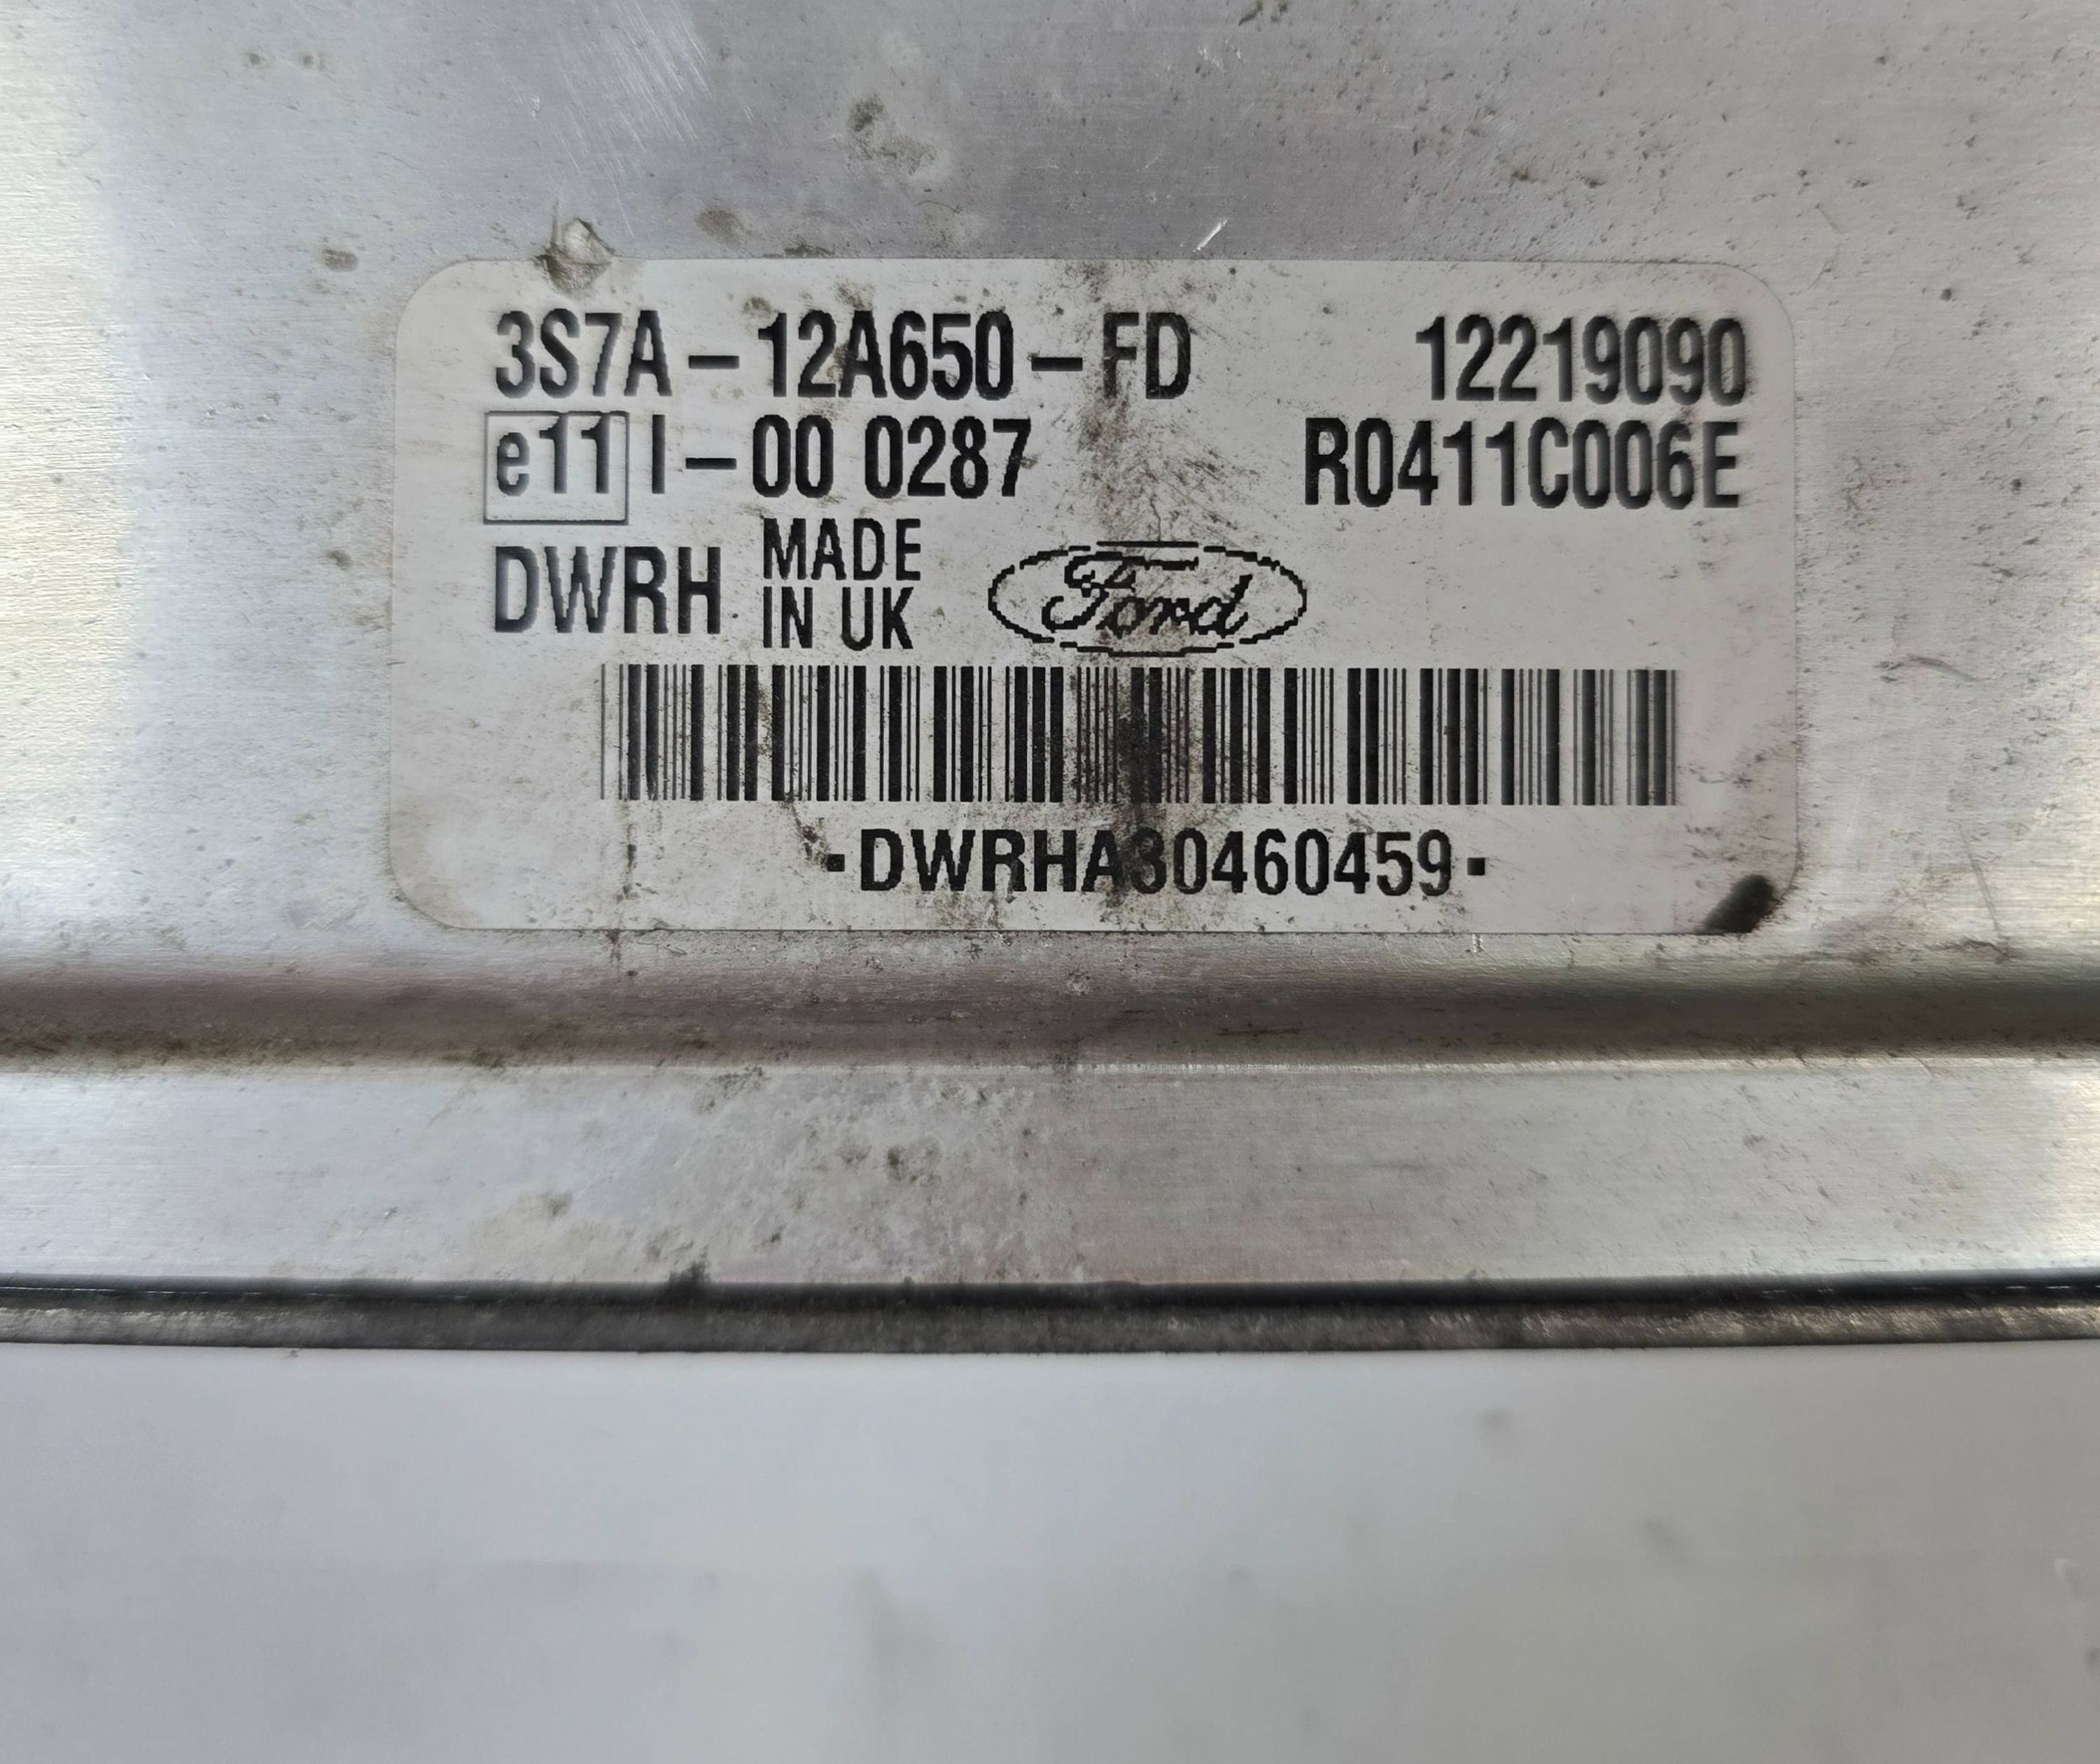 3S7A-12A650-FD 12219090
e11 I-00 0287 R0411C006E
DWRH MADE IN UK Ford
·DWRHA30460459·